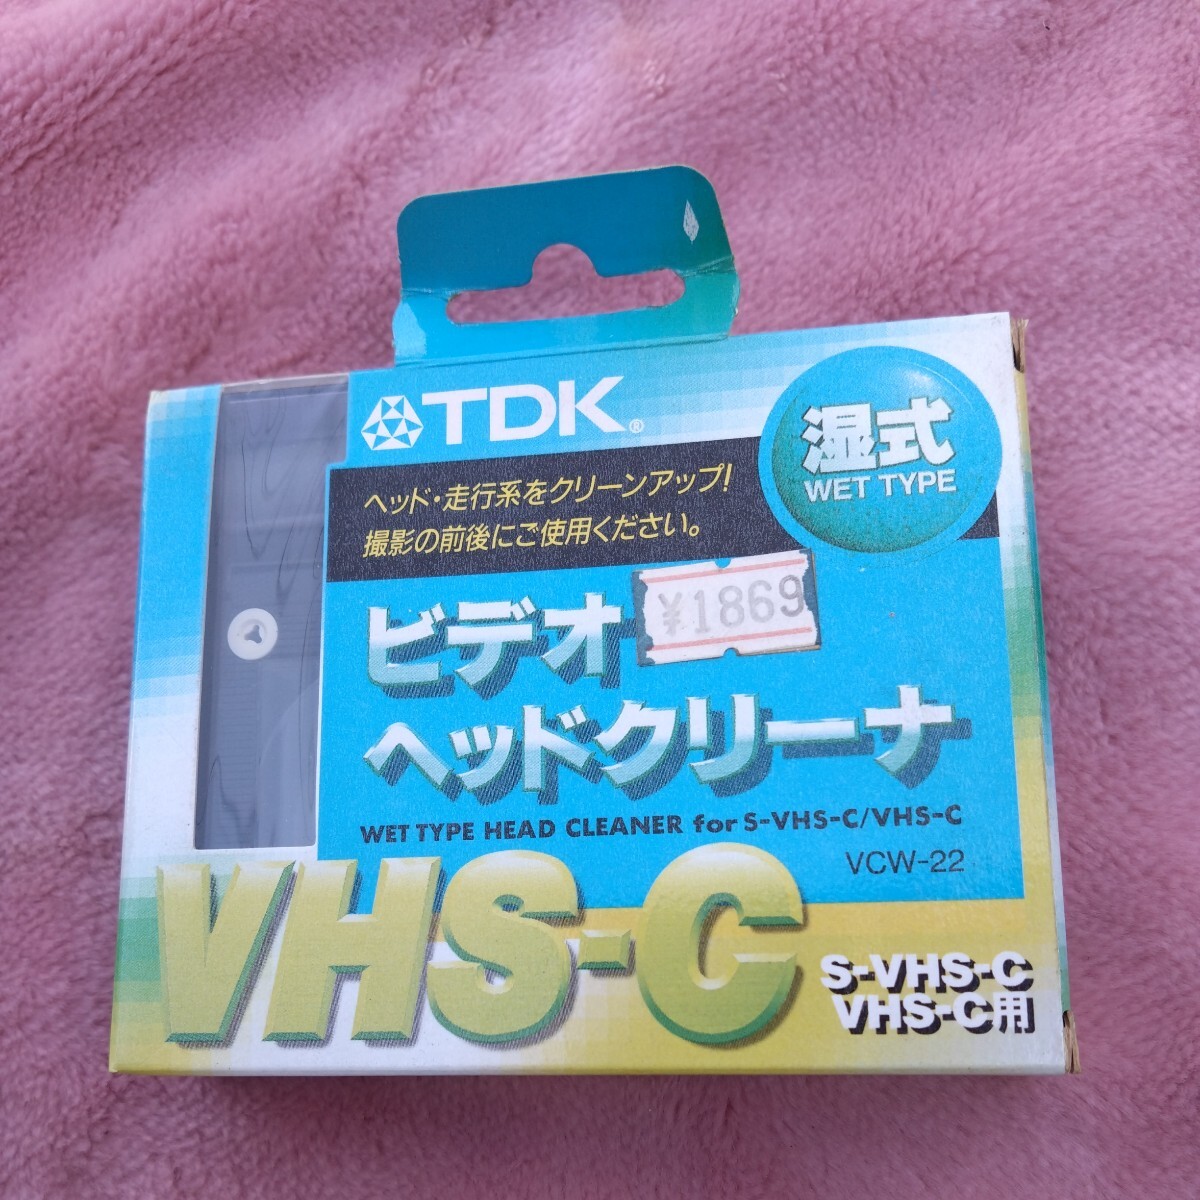 TDK®
湿式
WET TYPE
ヘッド・走行系をクリーンアップ!
撮影の前後にご使用ください。
¥1869
ビデオ
ヘッドクリーナ
WET TYPE HEAD CLEANER for S-VHS-C/VHS-C
VCW-22
VHS-C
S-VHS-C
VHS-C用